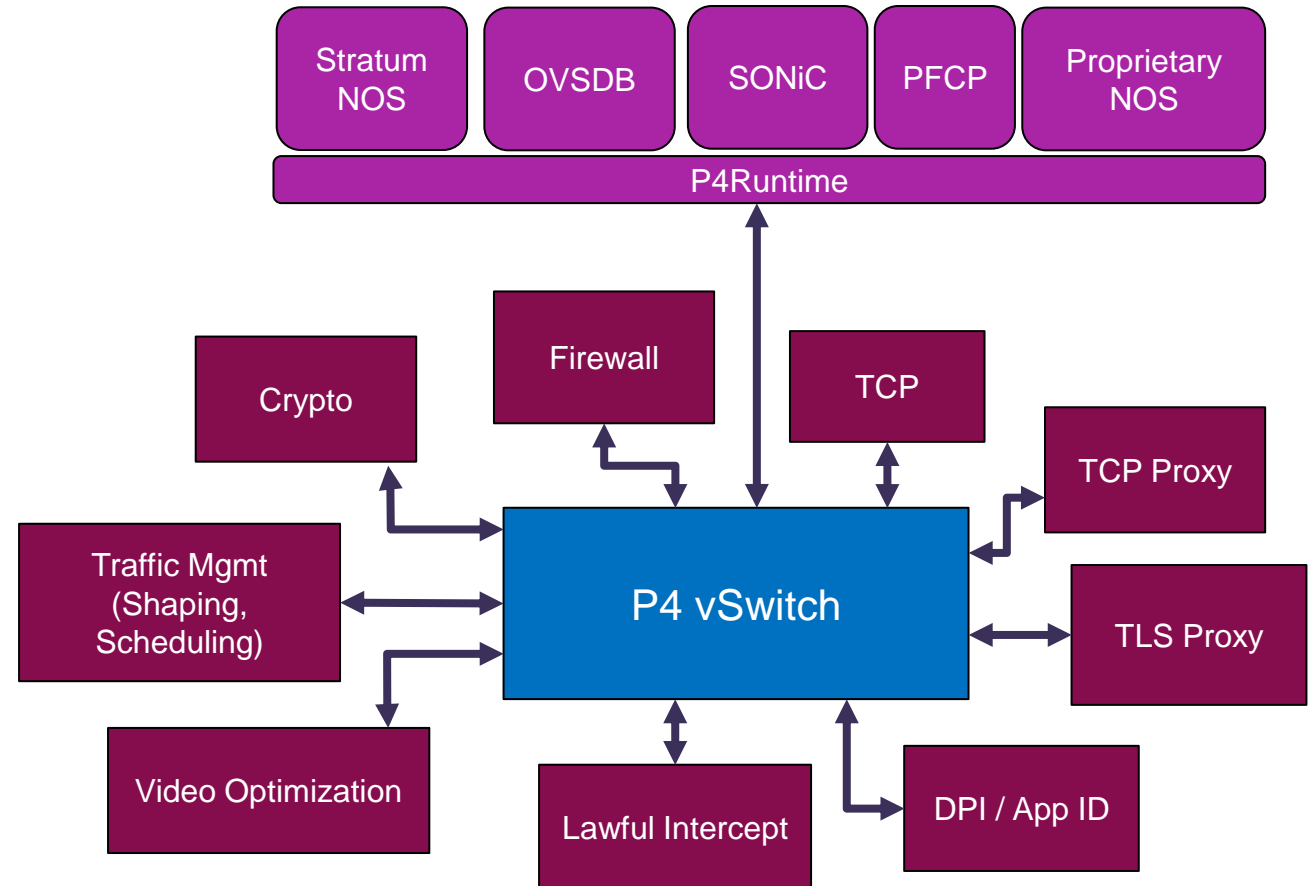 Stratum
NOS
OVSDB
SONiC
PFCP
Proprietary
NOS
P4Runtime
Firewall
TCP
Crypto
TCP Proxy
Traffic Mgmt
(Shaping,
Scheduling)
P4 vSwitch
TLS Proxy
Video Optimization
Lawful Intercept
DPI / App ID